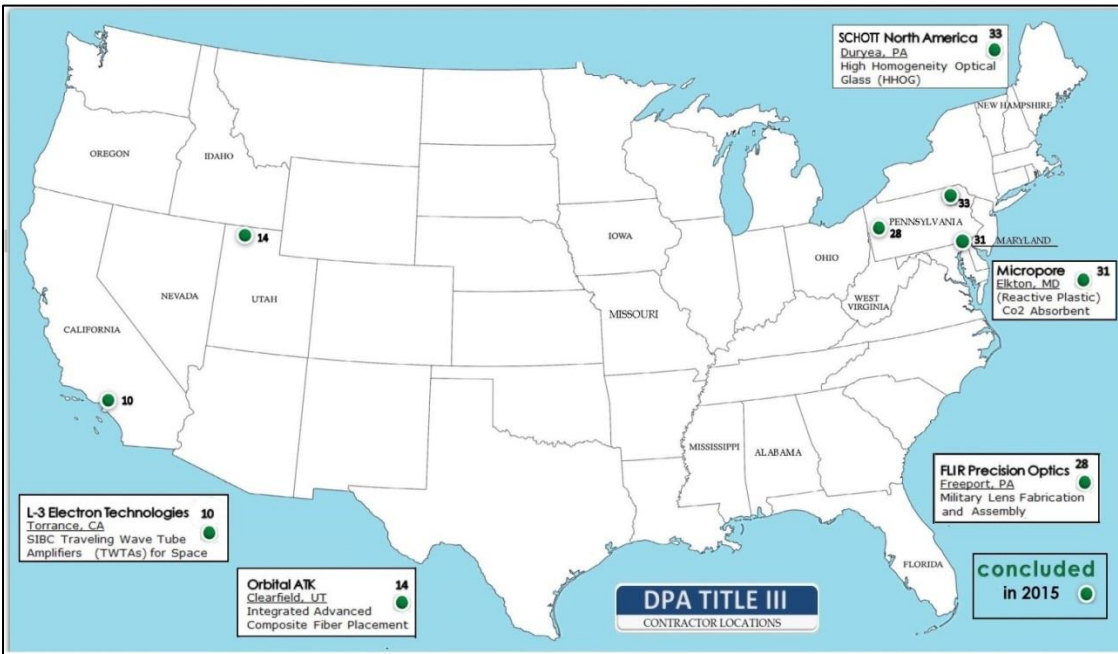 SCHOTT North America 33
Duryea, PA
High Homogeneity Optical
Glass (HHOG)
NEW HAMPSHIRE
OREGON
IDAHO
33
PENNSYLVANIA
28
14
IOWA
31
MARYLAND
OHIO
Micropore 31
Elkton, MD
(Reactive Plastic)
Co2 Absorbent
NEVADA
UTAH
WEST
VIRGINIA
MISSOURI
CALIFORNIA
10
MISSISSIPPI
ALABAMA
FLIR Precision Optics 28
Freeport, PA
Military Lens Fabrication
and Assembly
L-3 Electron Technologies 10
Torrance, CA
SIBC Traveling Wave Tube
Amplifiers (TWTAs) for Space
FLORIDA
concluded
in 2015
Orbital ATK 14
Clearfield, UT
Integrated Advanced
Composite Fiber Placement
DPA TITLE III
CONTRACTOR LOCATIONS